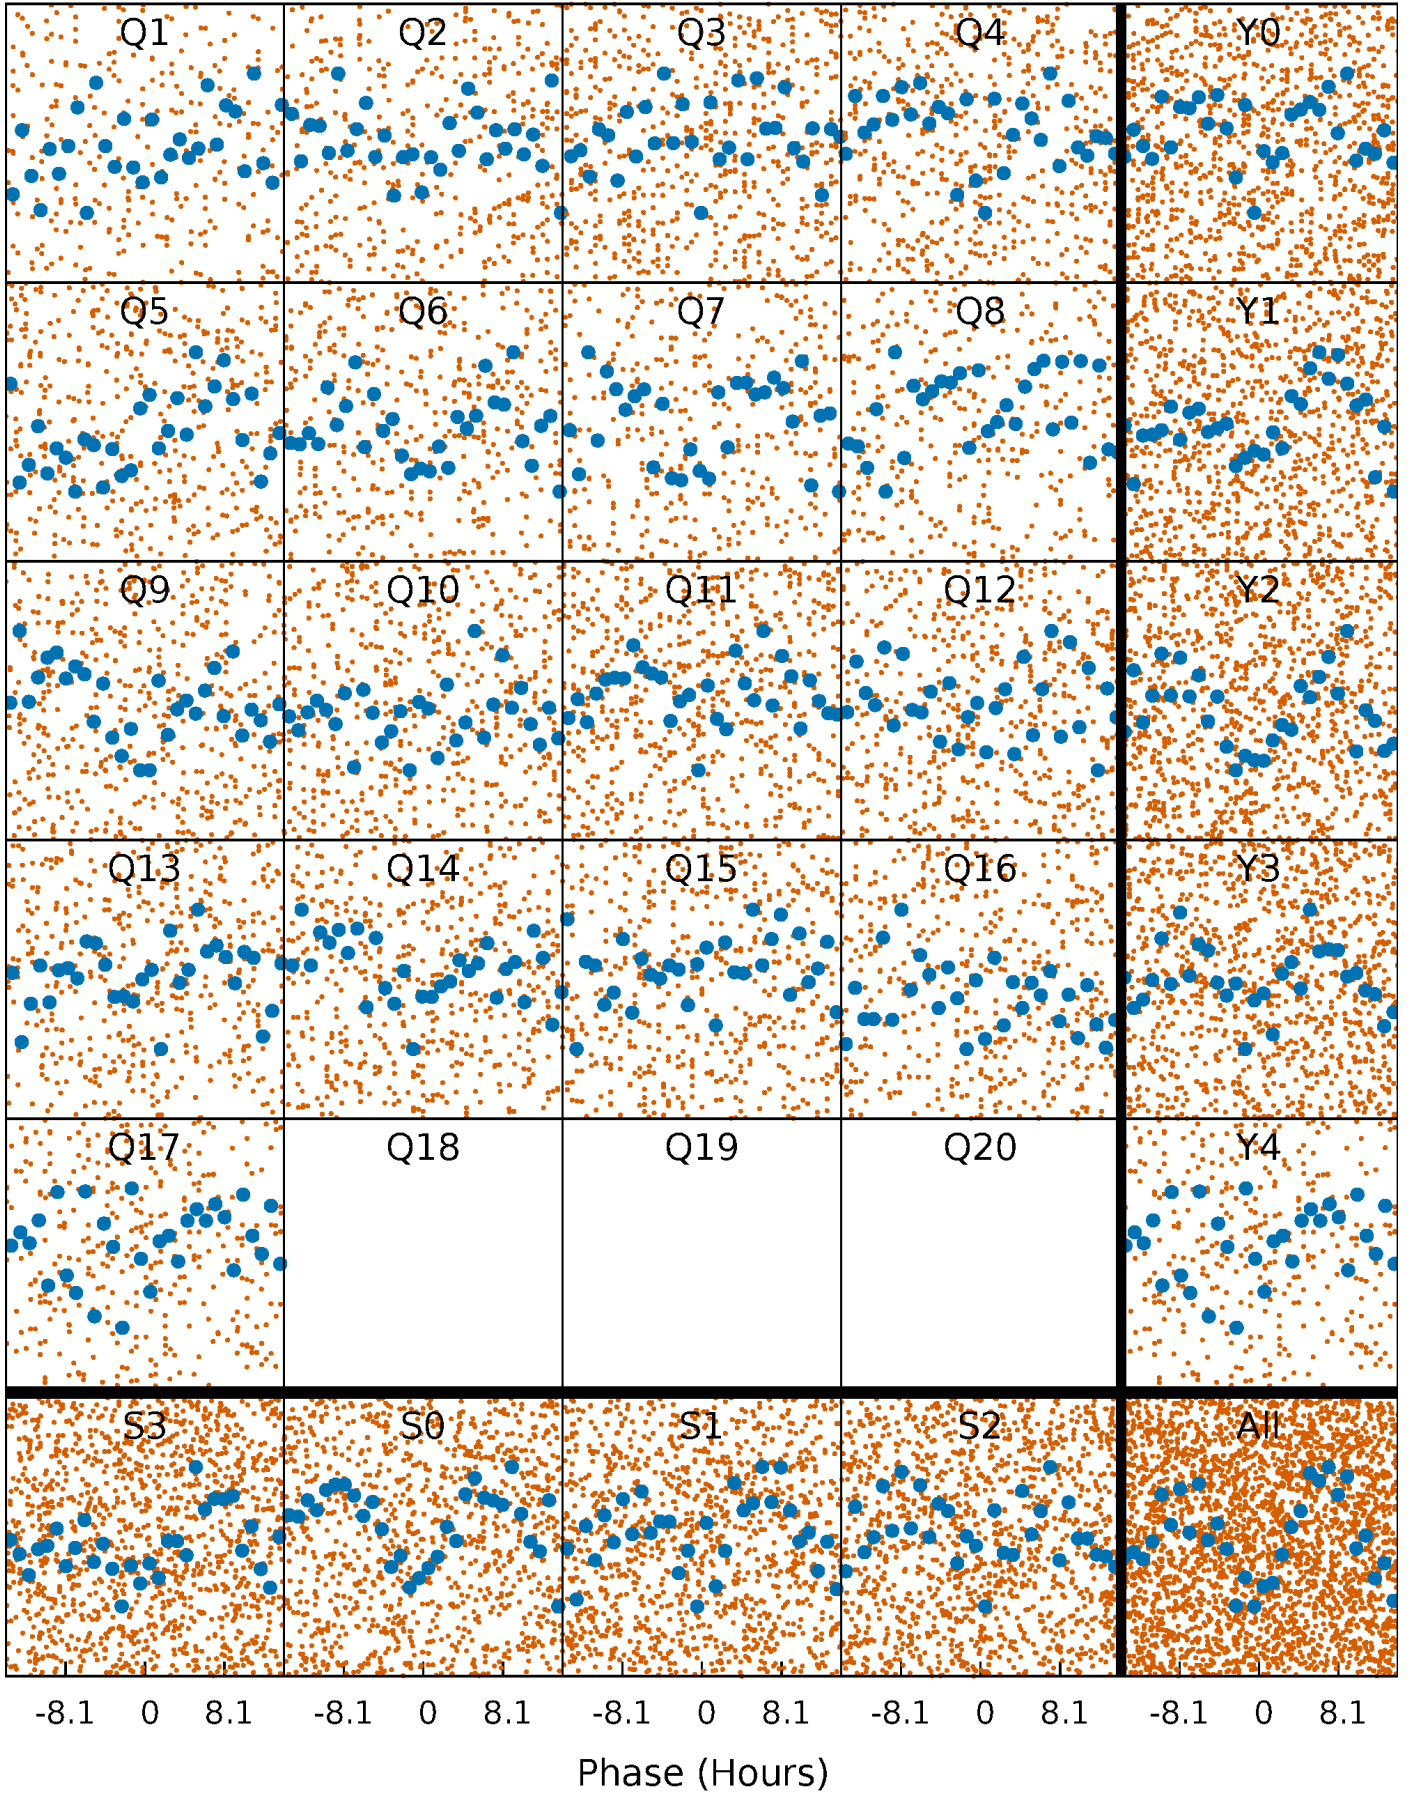 Q1 Q2 Q3 Q4 Y0
Q5 Q6 Q7 Q8 Y1
Q9 Q10 Q11 Q12 Y2
Q13 Q14 Q15 Q16 Y3
Q17 Q18 Q19 Q20 Y4
S3 S0 S1 S2 All
-8.1 0 8.1 -8.1 0 8.1 -8.1 0 8.1 -8.1 0 8.1 -8.1 0 8.1
Phase (Hours)